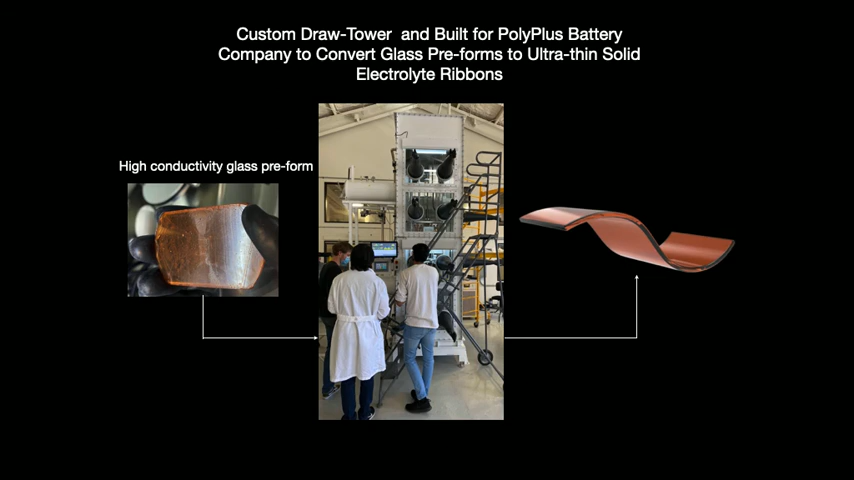 Custom Draw-Tower and Built for PolyPlus Battery
Company to Convert Glass Pre-forms to Ultra-thin Solid
Electrolyte Ribbons
High conductivity glass pre-form